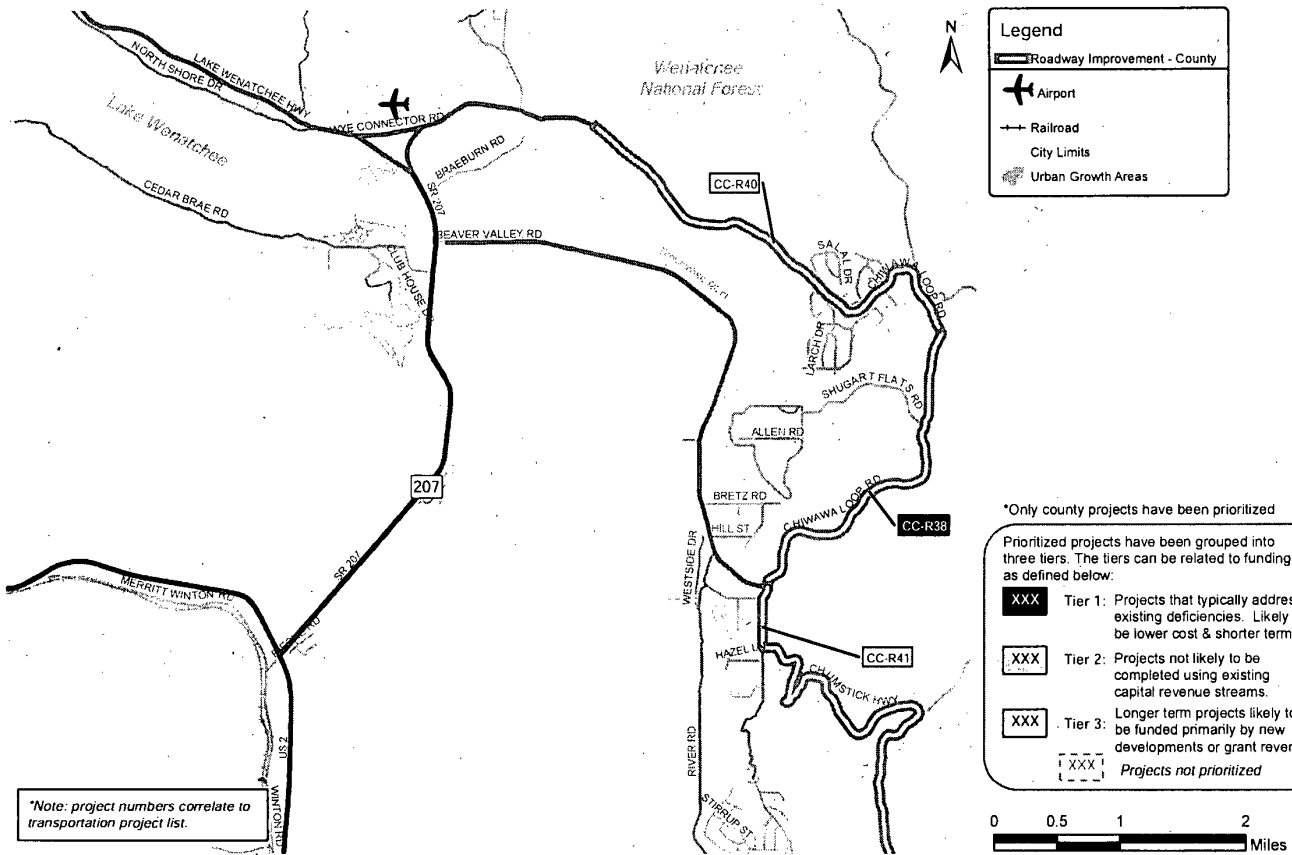 LAKE WENATCHEE HWY
NORTH SHORE DR
Lake Wenatchee
CEDAR BRAE RD
CONNECTOR RD
BRAEBURN RD
SR 207
BEAVER VALLEY RD
CLUB HOUSE
Wenatchee
National Forest
N
CC-R40
SALAL DR
CHIWAWA LOOP RD
LARCH DR
SHUGART FLATS RD
ALLEN RD
BRETZ RD
HILL ST
CHIWAWA LOOP RD
CC-R38
WESTSIDE DR
CC-R41
HAZEL L
CHUMSTICK HWY
RIVER RD
STIRRUP ST
207
SR 207
MERRITT WINTON RD
US 2
WINTON RD
*Note: project numbers correlate to
transportation project list.
Legend
Roadway Improvement - County
Airport
Railroad
City Limits
Urban Growth Areas
*Only county projects have been prioritized
Prioritized projects have been grouped into
three tiers. The tiers can be related to funding
as defined below:
XXX Tier 1: Projects that typically addres
existing deficiencies. Likely
be lower cost & shorter term
XXX Tier 2: Projects not likely to be
completed using existing
capital revenue streams.
XXX Tier 3: Longer term projects likely to
be funded primarily by new
developments or grant reven
XXX Projects not prioritized
0 0.5 1 2
Miles